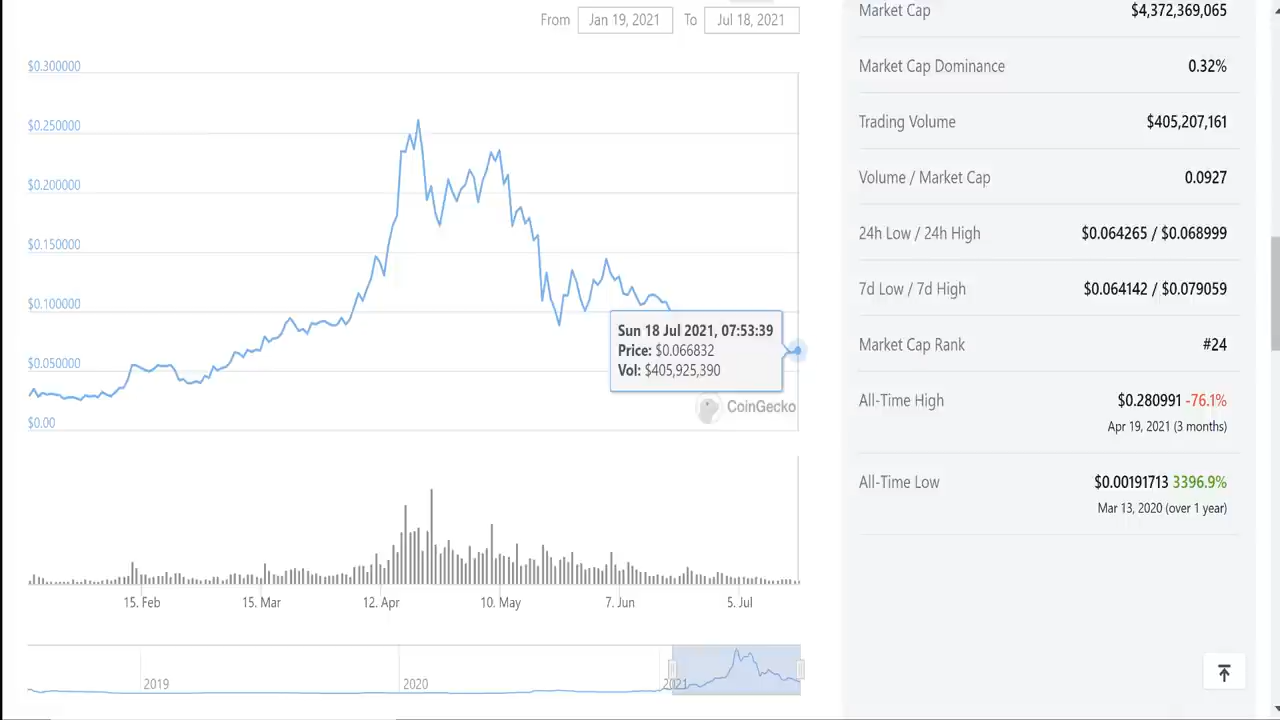 From Jan 19, 2021 To Jul 18, 2021
$0.300000
$0.250000
$0.200000
$0.150000
$0.100000
$0.050000
$0.00
Sun 18 Jul 2021, 07:53:39
Price: $0.066832
Vol: $405,925,390
CoinGecko
15. Feb 15. Mar 12. Apr 10. May 7. Jun 5. Jul
2019 2020 2021
Market Cap $4,372,369,065
Market Cap Dominance 0.32%
Trading Volume $405,207,161
Volume / Market Cap 0.0927
24h Low / 24h High $0.064265 / $0.068999
7d Low / 7d High $0.064142 / $0.079059
Market Cap Rank #24
All-Time High $0.280991 -76.1%
Apr 19, 2021 (3 months)
All-Time Low $0.00191713 3396.9%
Mar 13, 2020 (over 1 year)